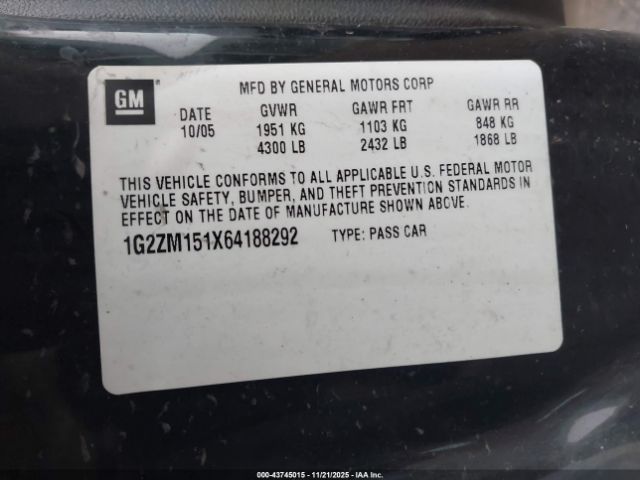 GM
MFD BY GENERAL MOTORS CORP
DATE GVWR GAWR FRT GAWR RR
10/05 1951 KG 1103 KG 848 KG
4300 LB 2432 LB 1868 LB
THIS VEHICLE CONFORMS TO ALL APPLICABLE U.S. FEDERAL MOTOR
VEHICLE SAFETY, BUMPER, AND THEFT PREVENTION STANDARDS IN
EFFECT ON THE DATE OF MANUFACTURE SHOWN ABOVE.
1G2ZM151X64188292 TYPE: PASS CAR
000-43745015 - 11/21/2025 - IAA Inc.